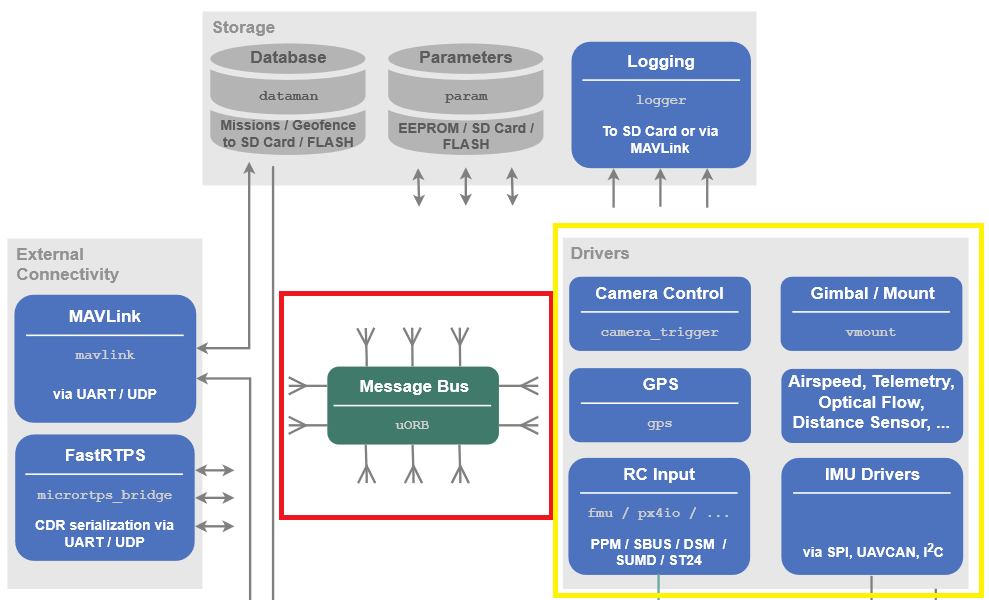 Storage
Database
dataman
Missions / Geofence
to SD Card / FLASH
Parameters
param
EEPROM / SD Card /
FLASH
Logging
logger
To SD Card or via
MAVLink
External
Connectivity
MAVLink
mavlink
via UART / UDP
FastRTPS
micrortps_bridge
CDR serialization via
UART / UDP
Message Bus
uORB
Drivers
Camera Control
camera_trigger
Gimbal / Mount
vmount
GPS
gps
Airspeed, Telemetry,
Optical Flow,
Distance Sensor, ...
RC Input
fmu / px4io / ...
PPM / SBUS / DSM /
SUMD / ST24
IMU Drivers
via SPI, UAVCAN, I²C